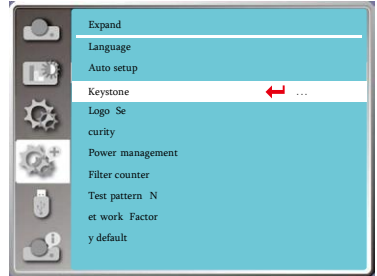 Expand
Language
Auto setup
Keystone ...
Logo Se
curity
Power management
Filter counter
Test pattern N
et work Factor
y default